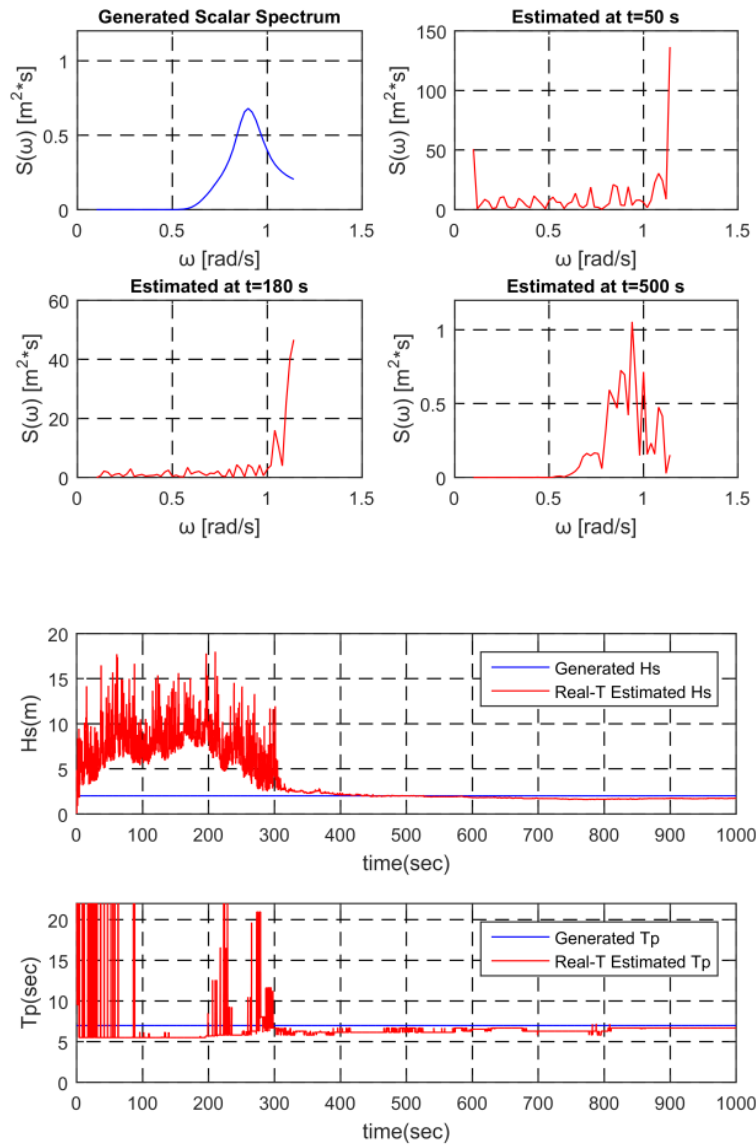 Generated Scalar Spectrum
S(ω) [m²*s]
1
0.5
0
0 0.5 1 1.5
ω [rad/s]
Estimated at t=50 s
S(ω) [m²*s]
150
100
50
0
0 0.5 1 1.5
ω [rad/s]
Estimated at t=180 s
S(ω) [m²*s]
60
40
20
0
0 0.5 1 1.5
ω [rad/s]
Estimated at t=500 s
S(ω) [m²*s]
1
0.5
0
0 0.5 1 1.5
ω [rad/s]
Hs(m)
20
15
10
5
0
Generated Hs
Real-T Estimated Hs
0 100 200 300 400 500 600 700 800 900 1000
time(sec)
Tp(sec)
20
15
10
5
0
Generated Tp
Real-T Estimated Tp
0 100 200 300 400 500 600 700 800 900 1000
time(sec)